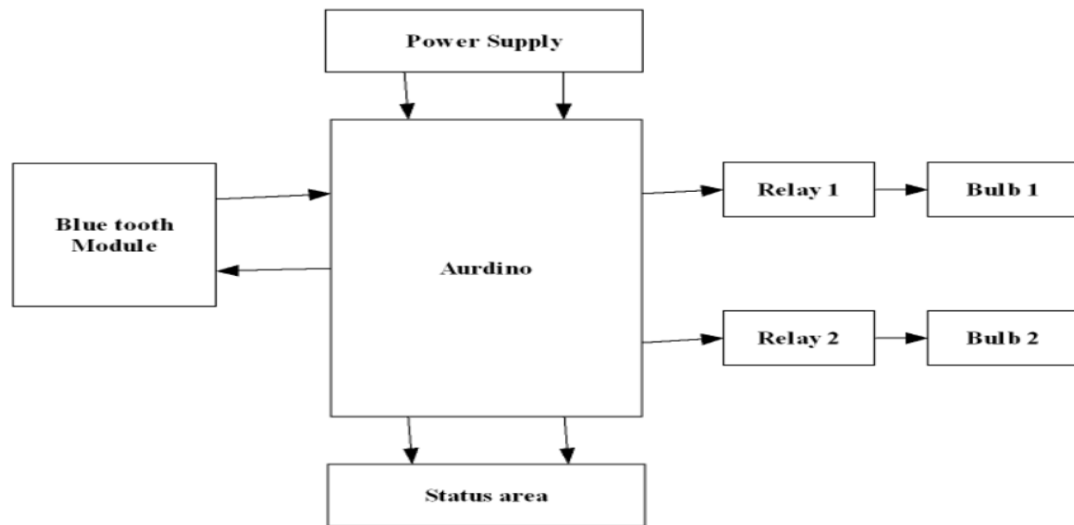 Power Supply
Blue tooth
Module
Aurdino
Relay 1
Bulb 1
Relay 2
Bulb 2
Status area